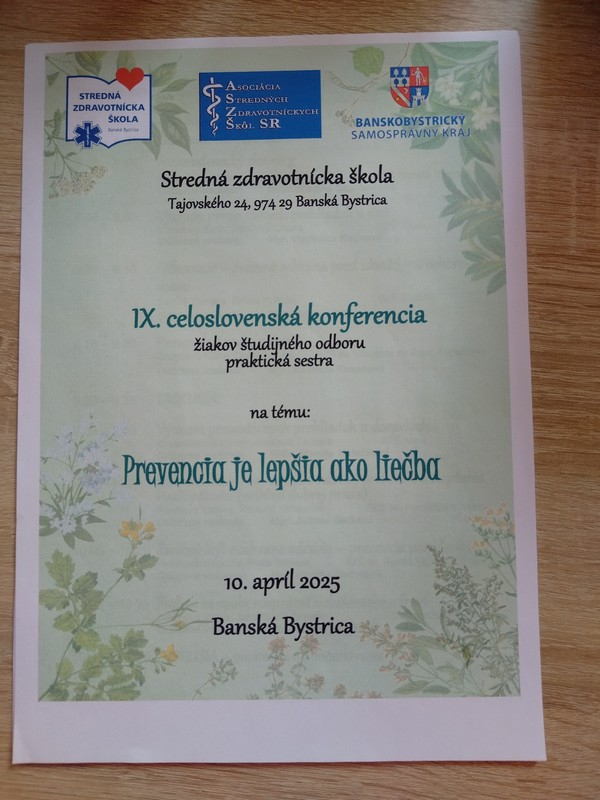 STREDNÁ
ZDRAVOTNÍCKA
ŠKOLA
Banská Bystrica
ASOCIÁCIA
STREDNÝCH
ZDRAVOTNÍCKYCH
ŠKÔL SR
BANSKOBYSTRICKÝ
SAMOSPRÁVNY KRAJ
Stredná zdravotnícka škola
Tajovského 24, 974 29 Banská Bystrica
IX. celoslovenská konferencia
žiakov študijného odboru
praktická sestra
na tému:
Prevencia je lepšia ako liečba
10. apríl 2025
Banská Bystrica